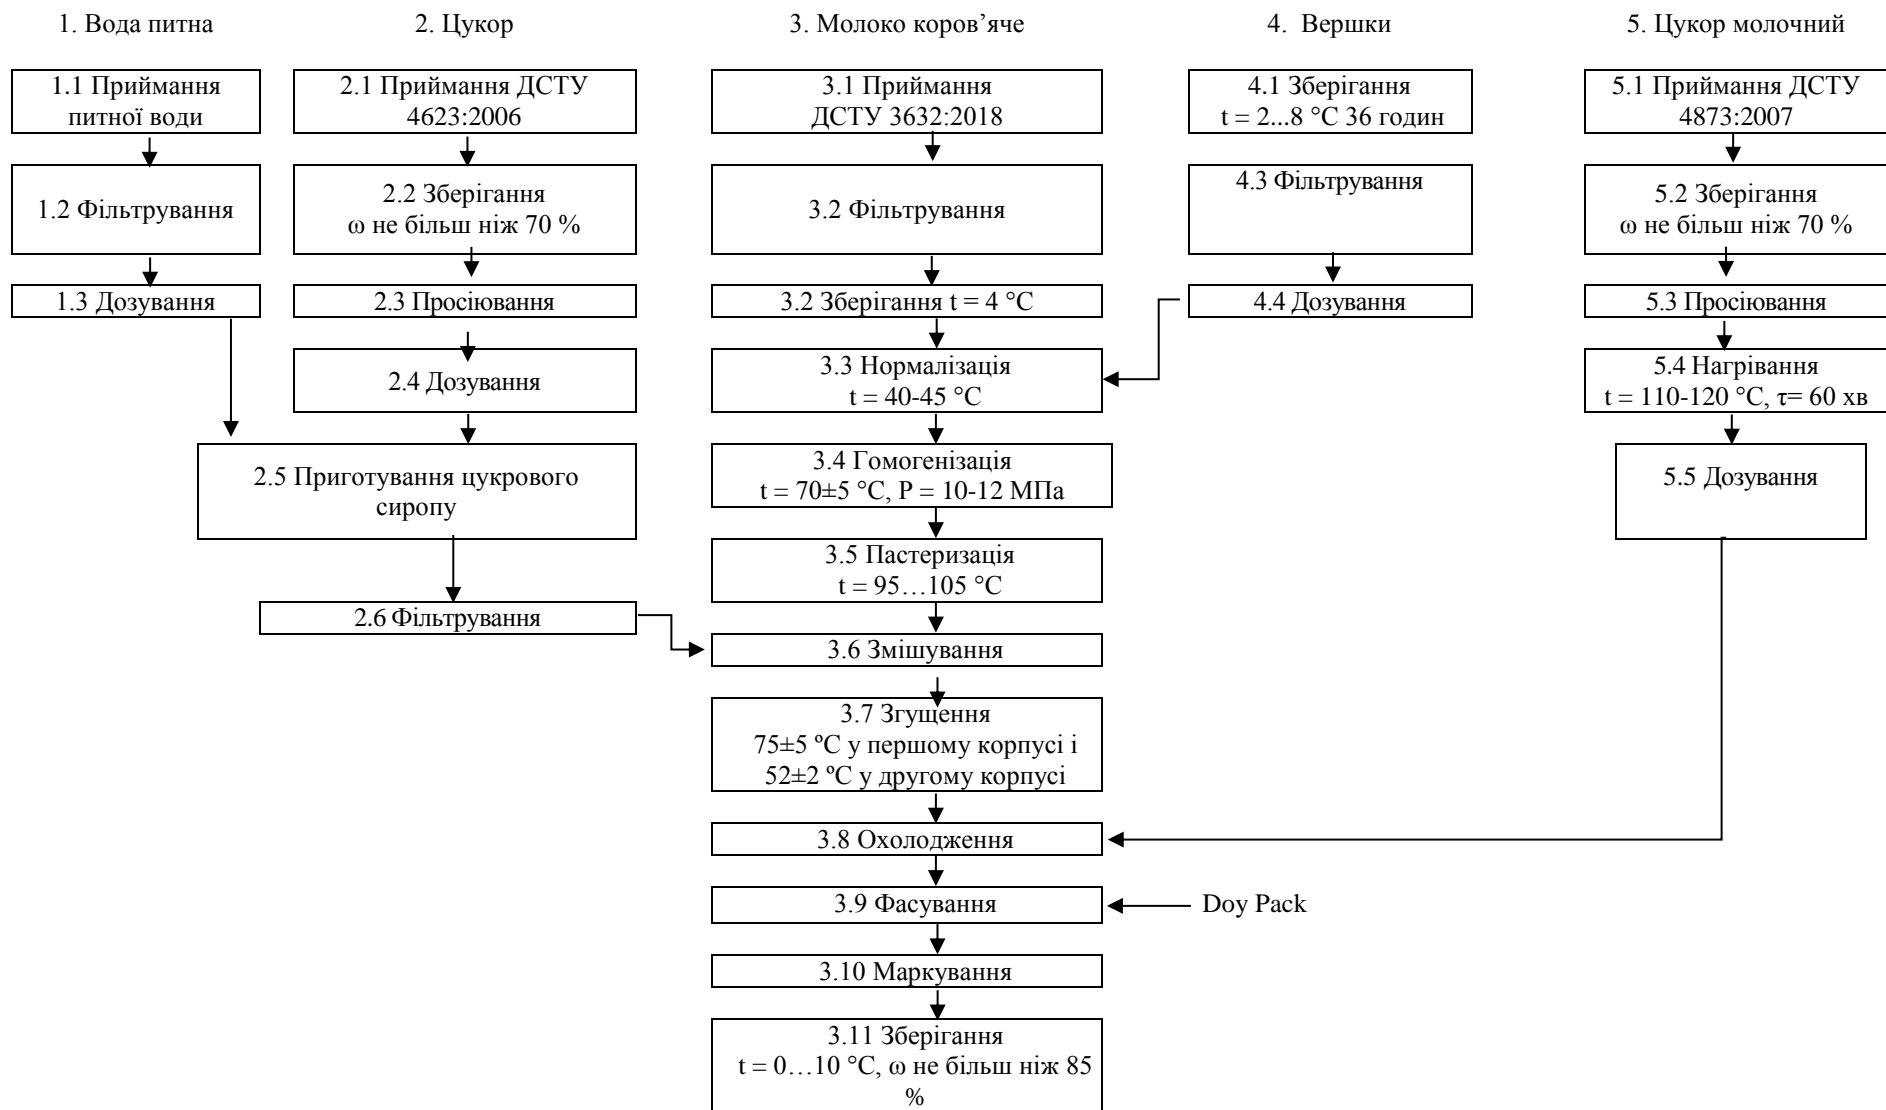 1. Вода питна
2. Цукор
3. Молоко коров’яче
4. Вершки
5. Цукор молочний
1.1 Приймання
питної води
2.1 Приймання ДСТУ
4623:2006
3.1 Приймання
ДСТУ 3632:2018
4.1 Зберігання
t = 2...8 °С 36 годин
5.1 Приймання ДСТУ
4873:2007
1.2 Фільтрування
2.2 Зберігання
ω не більш ніж 70 %
3.2 Фільтрування
4.3 Фільтрування
5.2 Зберігання
ω не більш ніж 70 %
1.3 Дозування
2.3 Просіювання
3.2 Зберігання t = 4 °С
4.4 Дозування
5.3 Просіювання
2.4 Дозування
3.3 Нормалізація
t = 40-45 °С
5.4 Нагрівання
t = 110-120 °С, τ= 60 хв
2.5 Приготування цукрового
сиропу
3.4 Гомогенізація
t = 70±5 °С, Р = 10-12 МПа
5.5 Дозування
3.5 Пастеризація
t = 95…105 °С
2.6 Фільтрування
3.6 Змішування
3.7 Згущення
75±5 ºС у першому корпусі і
52±2 ºС у другому корпусі
3.8 Охолодження
3.9 Фасування
Doy Pack
3.10 Маркування
3.11 Зберігання
t = 0…10 °С, ω не більш ніж 85
%